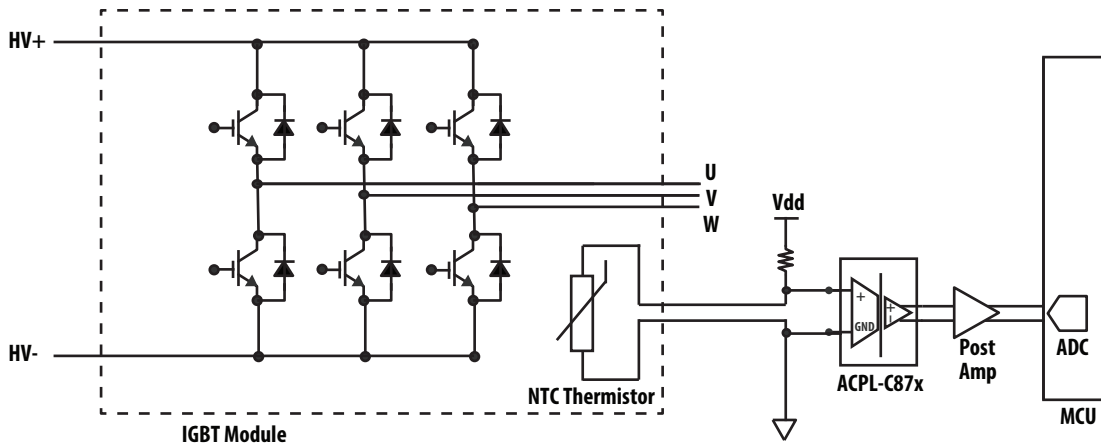 HV+
U
V
W
Vdd
+
GND
+
−
HV-
NTC Thermistor
ACPL-C87x
Post
Amp
ADC
MCU
IGBT Module